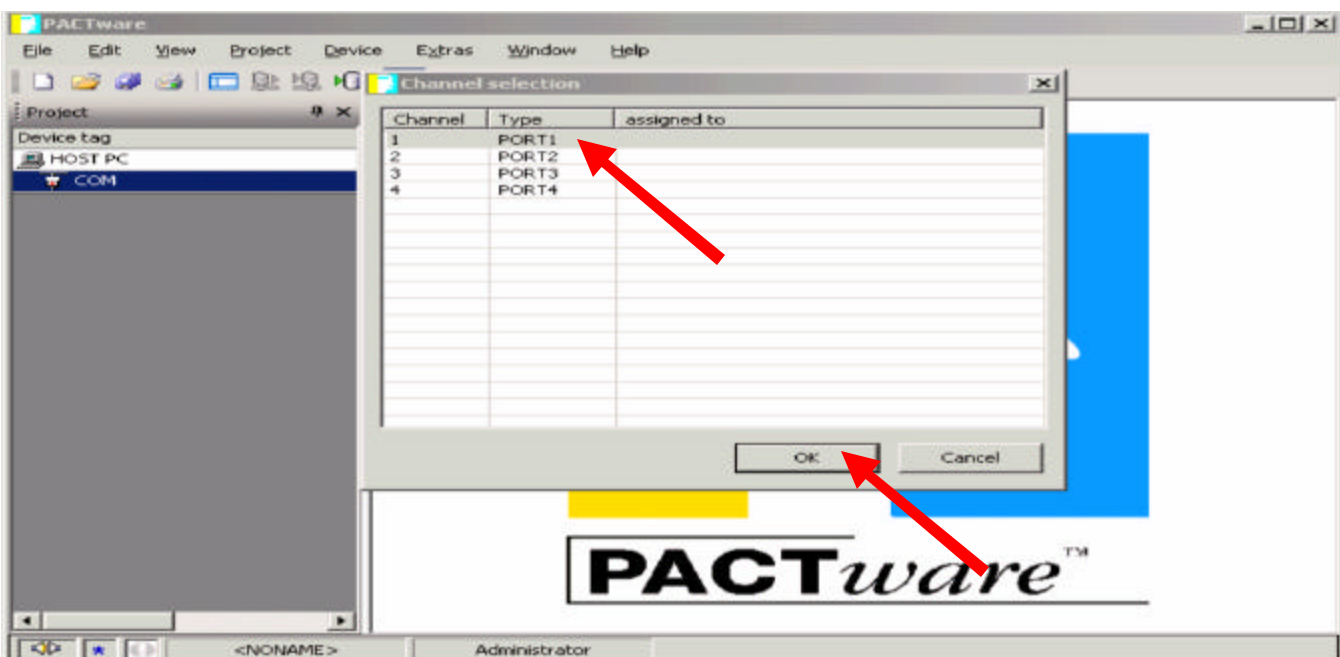 PACTware
File Edit View Project Device Extras Window Help
Channel selection
Project
Channel Type assigned to
Device tag
1 PORT1
HOST PC
2 PORT2
3 PORT3
COM
4 PORT4
OK Cancel
PACTware™
<NONAME> Administrator